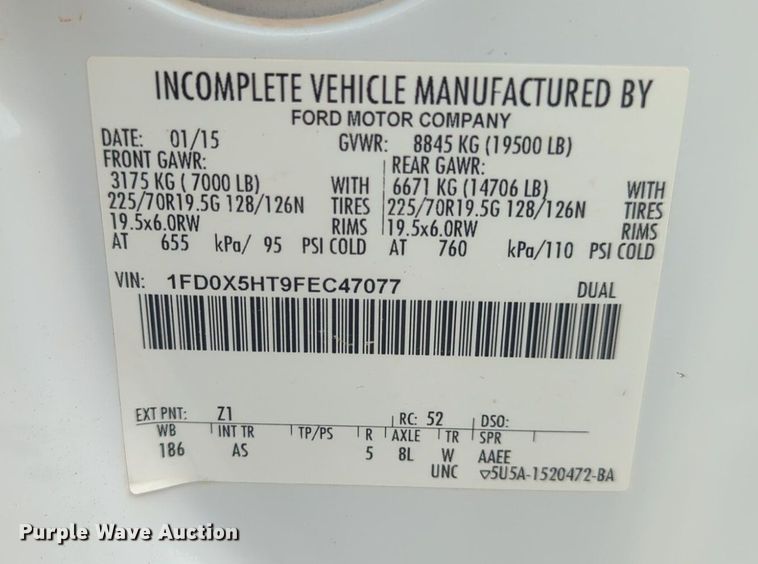 INCOMPLETE VEHICLE MANUFACTURED BY
FORD MOTOR COMPANY
DATE: 01/15 GVWR: 8845 KG (19500 LB)
FRONT GAWR: REAR GAWR:
3175 KG ( 7000 LB) WITH 6671 KG (14706 LB) WITH
225/70R19.5G 128/126N TIRES 225/70R19.5G 128/126N TIRES
19.5x6.0RW RIMS 19.5x6.0RW RIMS
AT 655 kPa/ 95 PSI COLD AT 760 kPa/110 PSI COLD
VIN: 1FD0X5HT9FEC47077 DUAL
EXT PNT: Z1 RC: 52 DSO:
WB INT TR TP/PS R AXLE TR SPR
186 AS 5 8L W AAEE
UNC ▽5U5A-1520472-BA
Purple Wave Auction